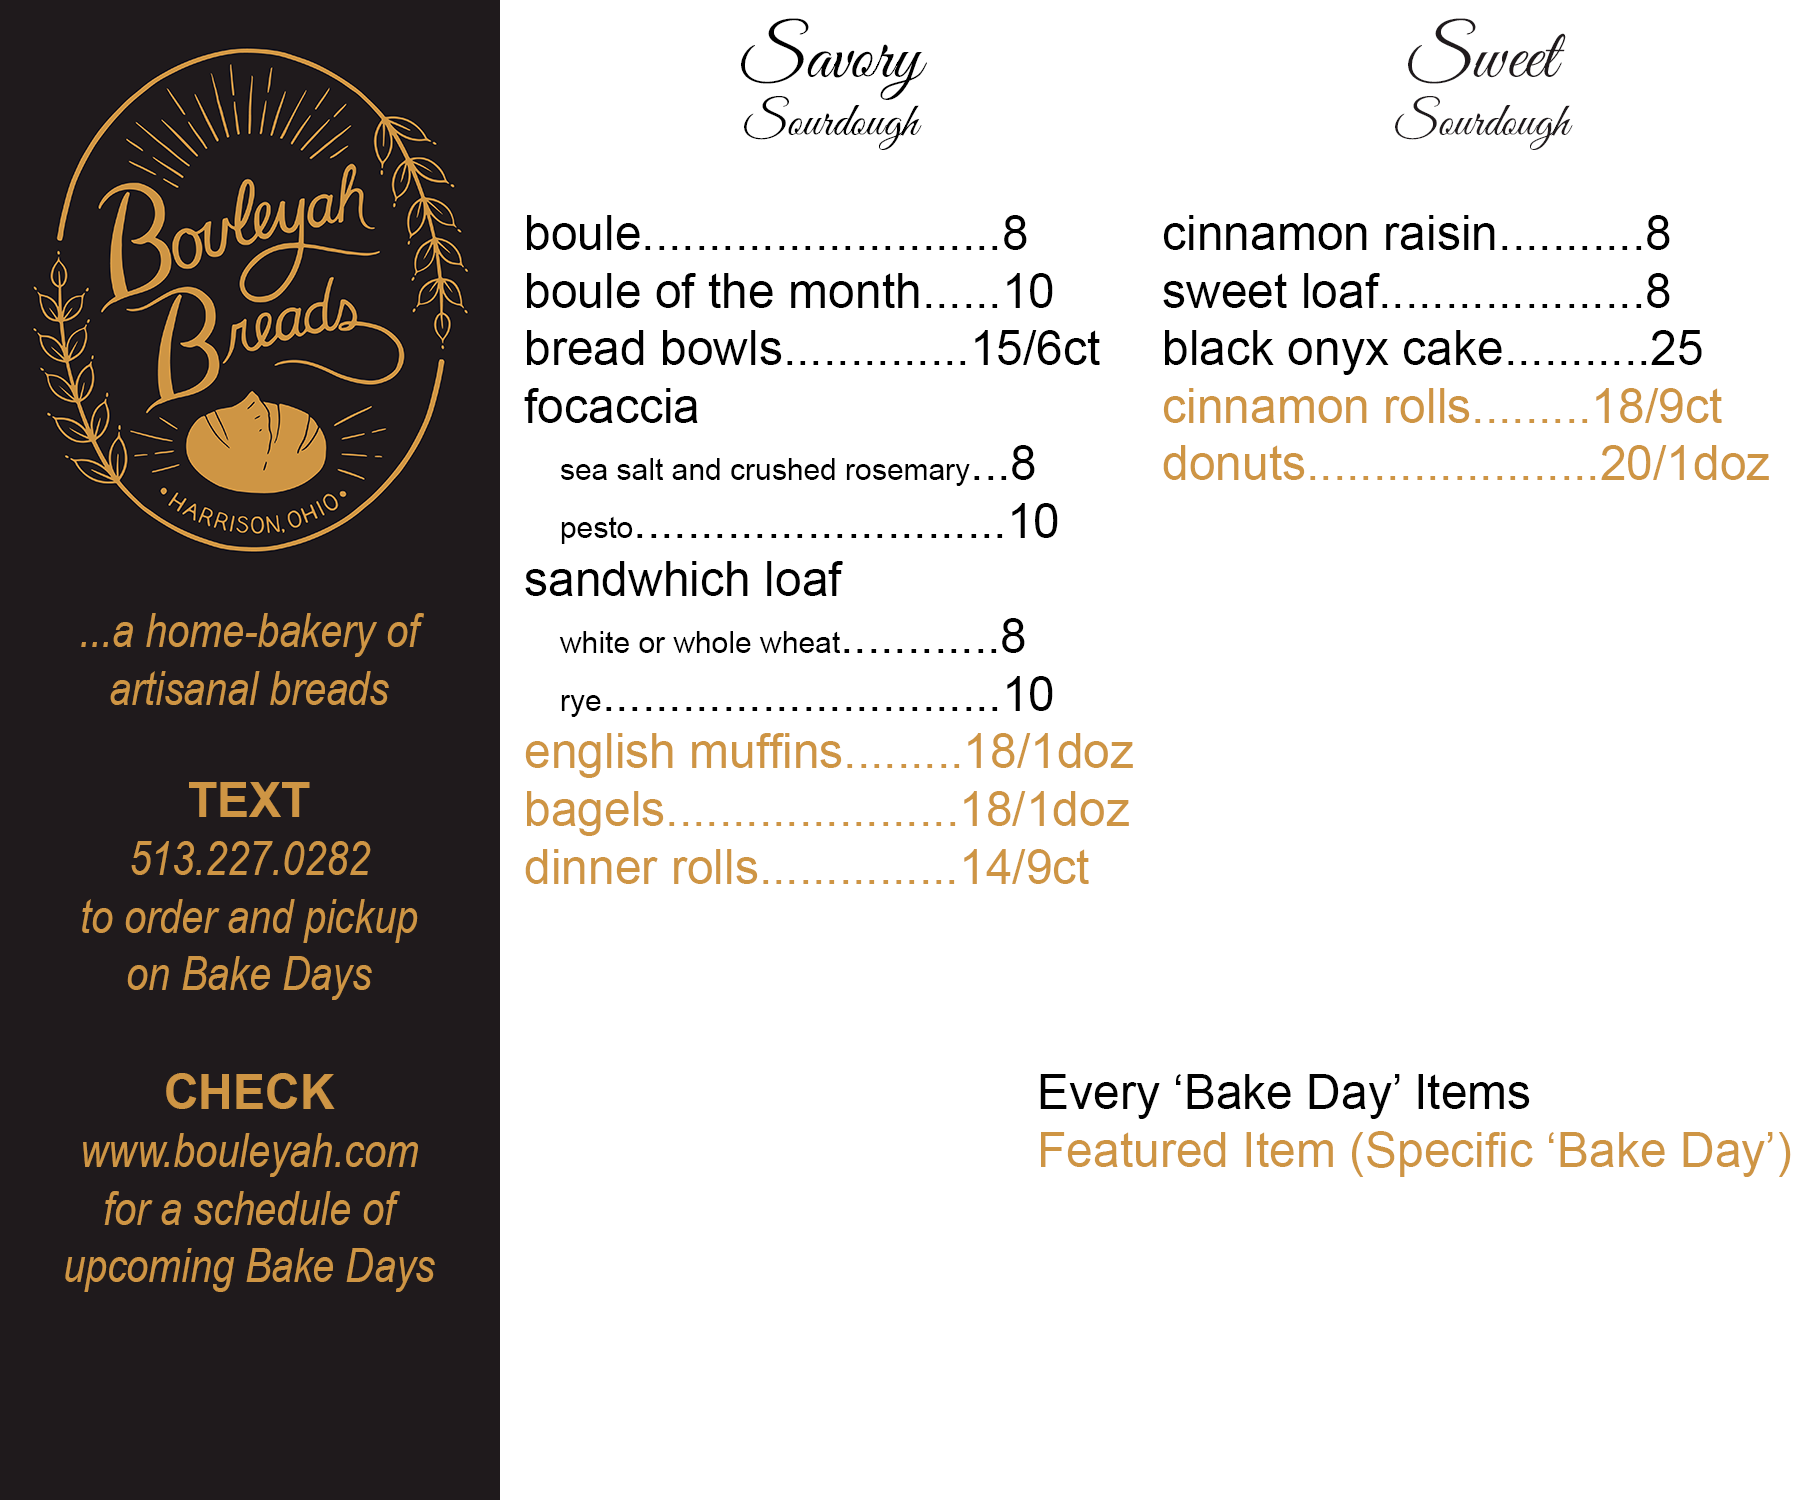 Bouleyah
Breads
• HARRISON, OHIO •
...a home-bakery of
artisanal breads
TEXT
513.227.0282
to order and pickup
on Bake Days
CHECK
www.bouleyah.com
for a schedule of
upcoming Bake Days
Savory
Sourdough
boule...........................8
boule of the month......10
bread bowls..............15/6ct
focaccia
sea salt and crushed rosemary...8
pesto............................10
sandwhich loaf
white or whole wheat............8
rye..............................10
english muffins.........18/1doz
bagels......................18/1doz
dinner rolls...............14/9ct
Sweet
Sourdough
cinnamon raisin...........8
sweet loaf....................8
black onyx cake...........25
cinnamon rolls.........18/9ct
donuts......................20/1doz
Every ‘Bake Day’ Items
Featured Item (Specific ‘Bake Day’)